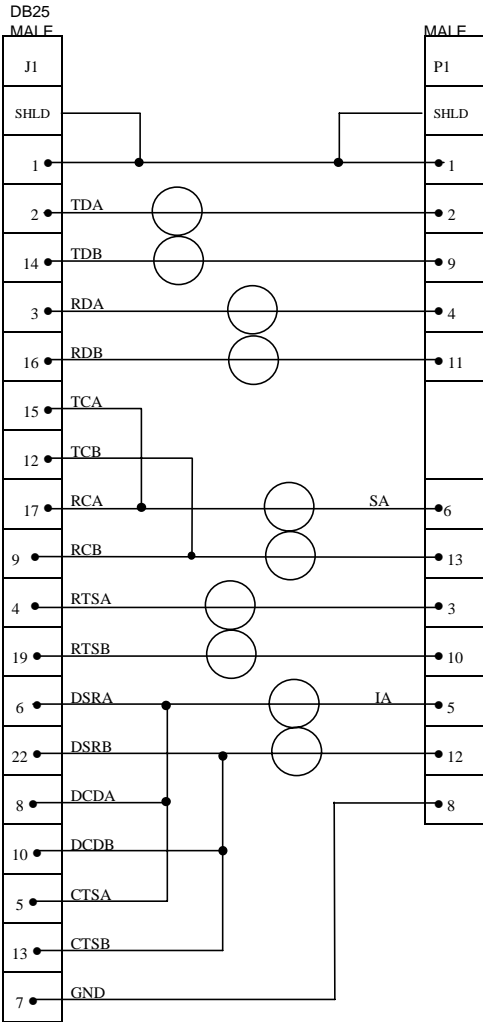 DB25
MALE MALE
J1 P1
SHLD SHLD
1 1
2 TDA 2
14 TDB 9
3 RDA 4
16 RDB 11
15 TCA
12 TCB
17 RCA SA 6
9 RCB 13
4 RTSA 3
19 RTSB 10
6 DSRA IA 5
22 DSRB 12
8 DCDA 8
10 DCDB
5 CTSA
13 CTSB
7 GND